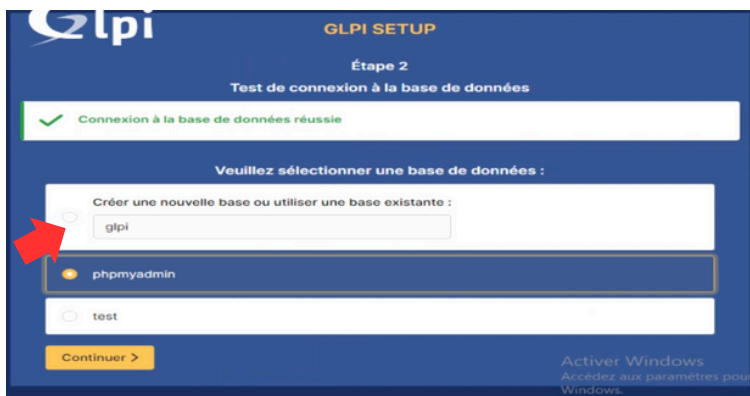 Glpi
GLPI SETUP
Étape 2
Test de connexion à la base de données
Connexion à la base de données réussie
Veuillez sélectionner une base de données :
Créer une nouvelle base ou utiliser une base existante :
glpi
phpmyadmin
test
Continuer >
Activer Windows
Accédez aux paramètres pour
Windows.